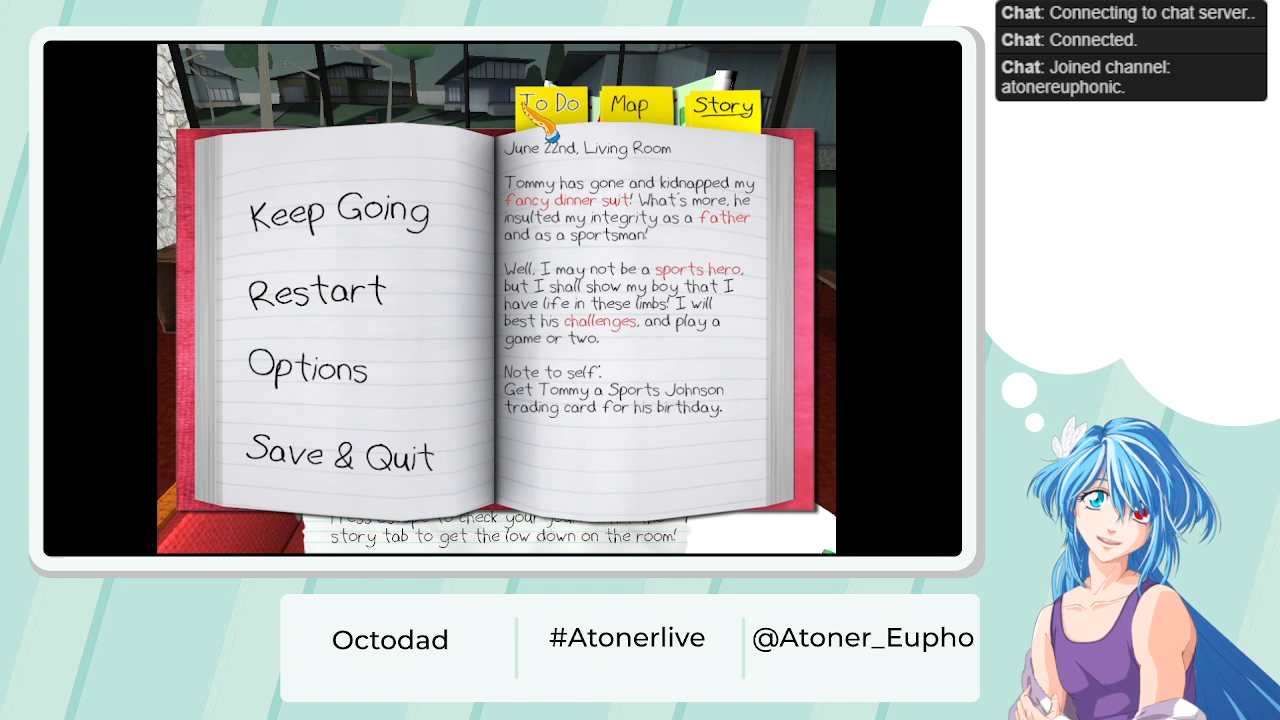 Chat: Connecting to chat server..
Chat: Connected.
Chat: Joined channel:
atonereuphonic.
To Do
Map
Story
Keep Going
Restart
Options
Save & Quit
June 22nd, Living Room
Tommy has gone and kidnapped my
fancy dinner suit! What's more, he
insulted my integrity as a father
and as a sportsman!
Well, I may not be a sports hero,
but I shall show my boy that I
have life in these limbs! I will
best his challenges, and play a
game or two.
Note to self:
Get Tommy a Sports Johnson
trading card for his birthday.
to check your
story tab to get the low down on the room!
Octodad
#Atonerlive
@Atoner_Eupho